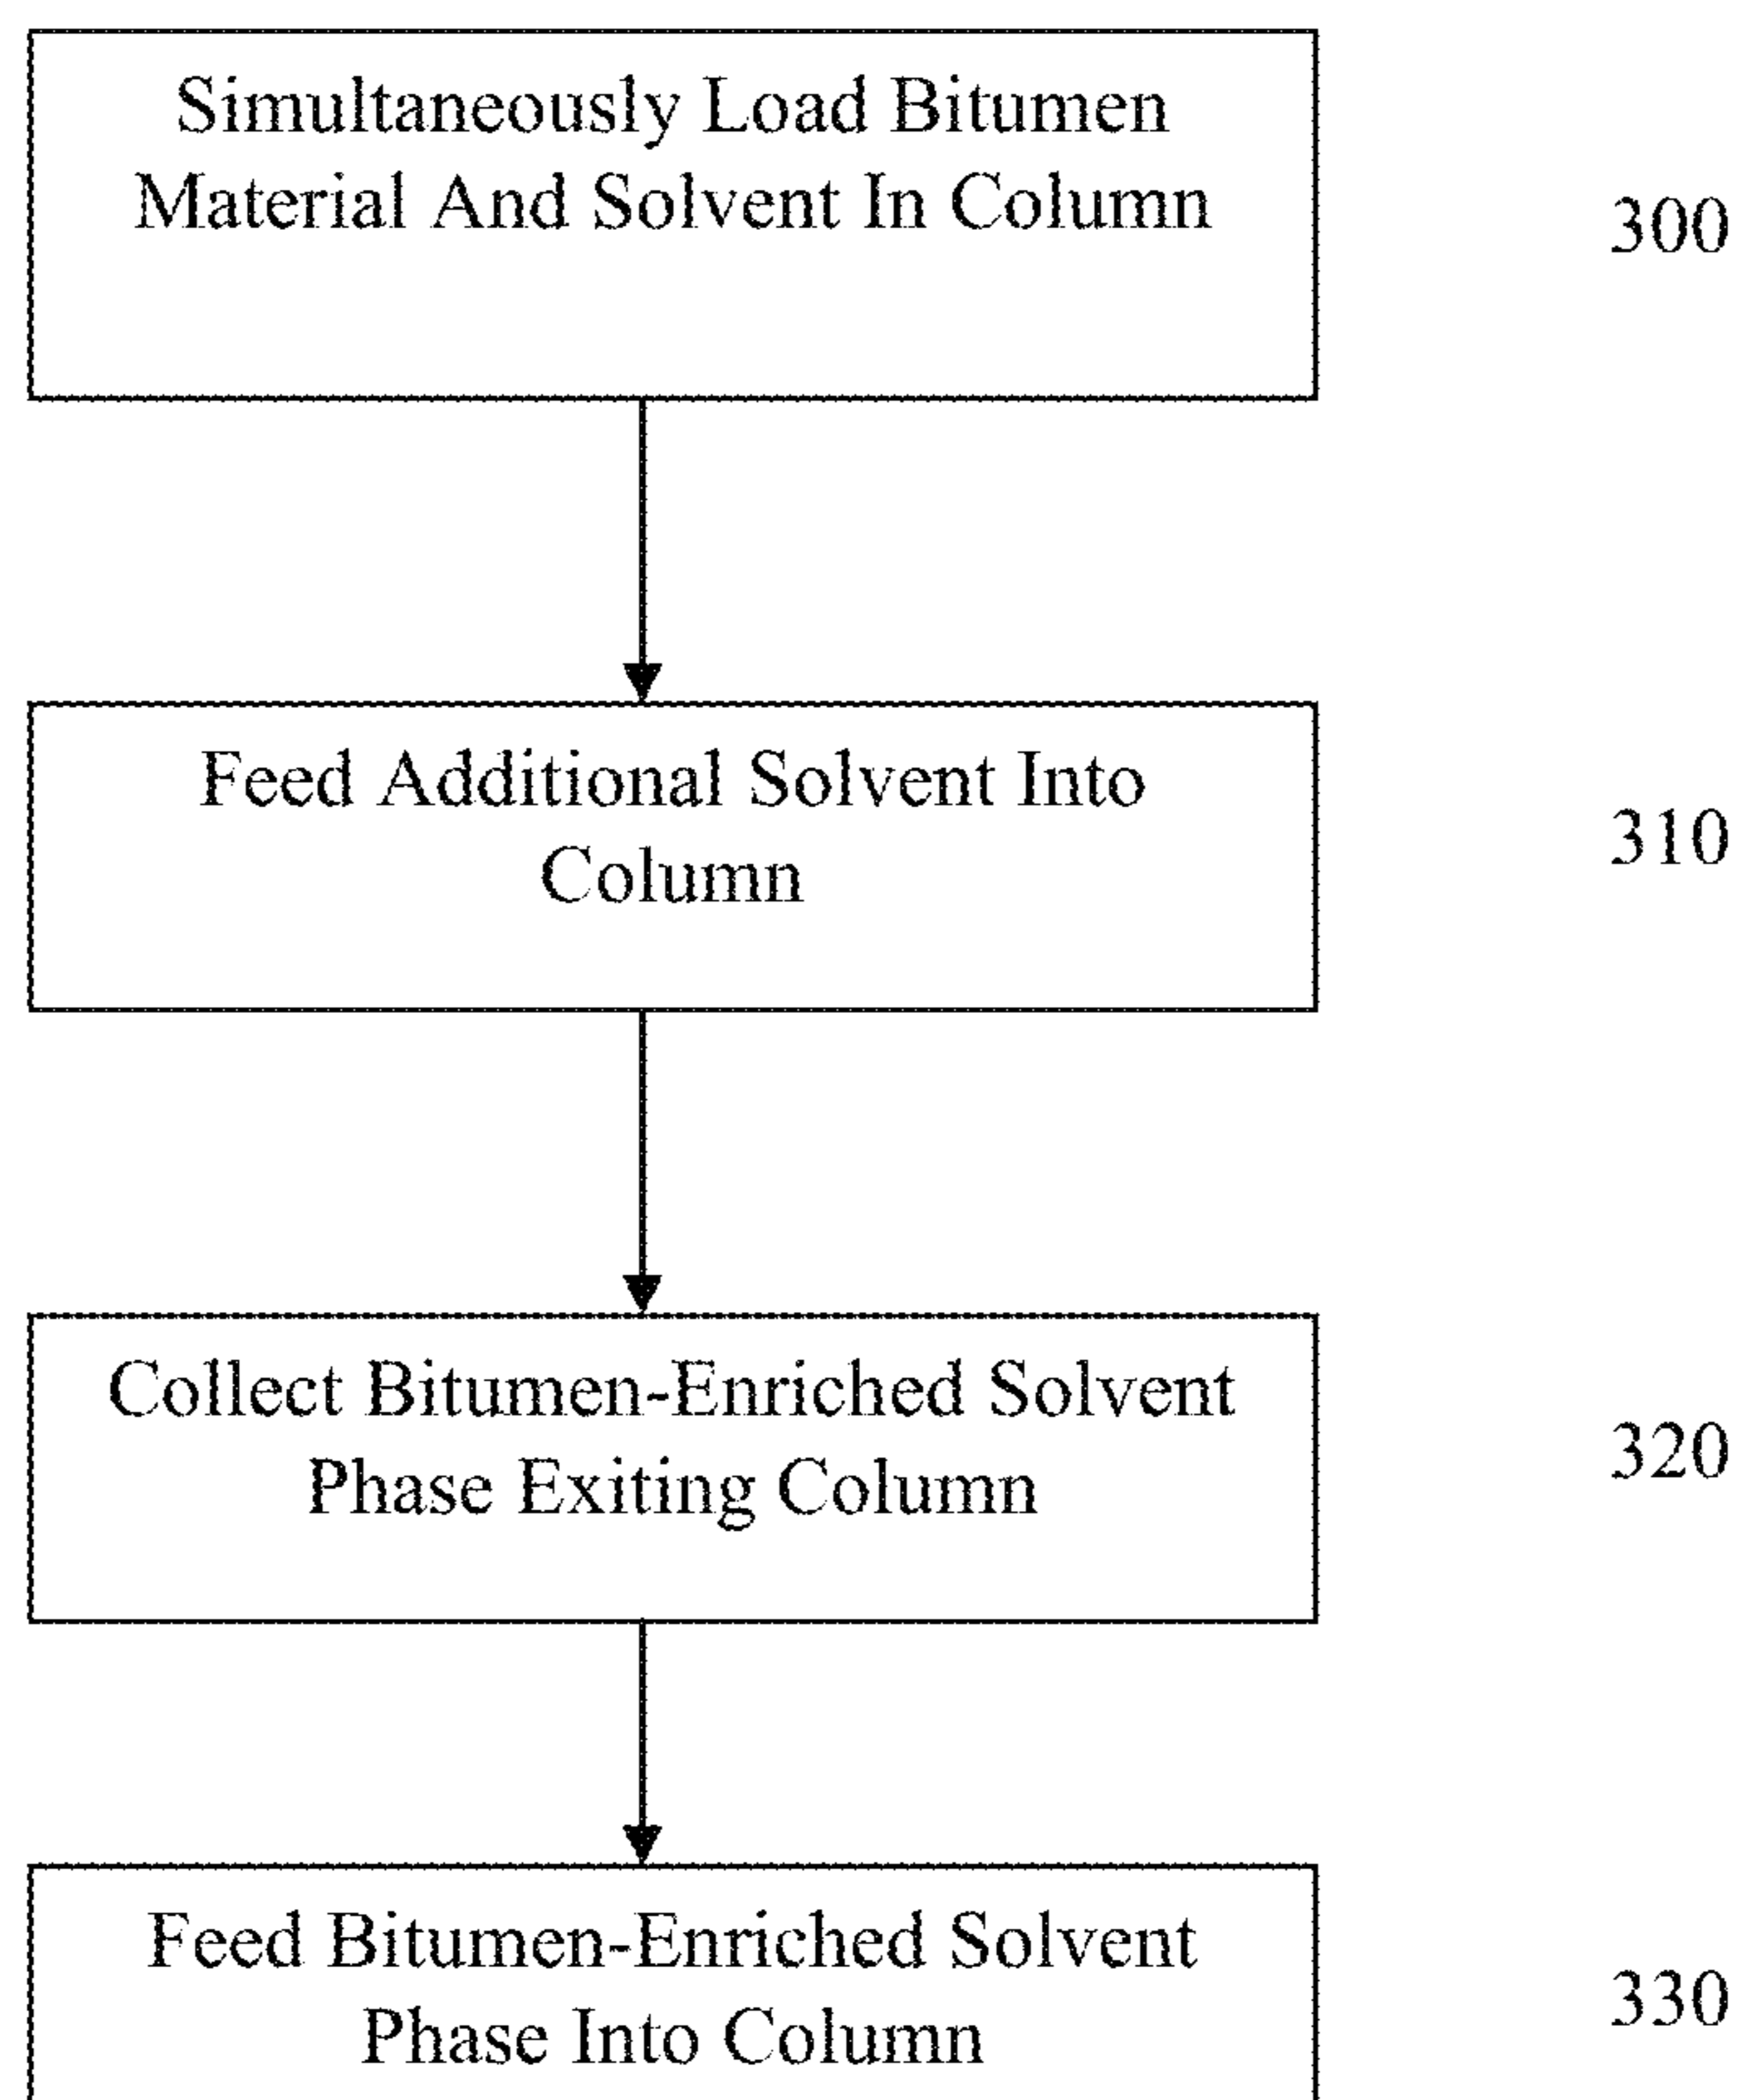 Simultaneously Load Bitumen
Material And Solvent In Column
300
Feed Additional Solvent Into
Column
310
Collect Bitumen-Enriched Solvent
Phase Exiting Column
320
Feed Bitumen-Enriched Solvent
Phase Into Column
330